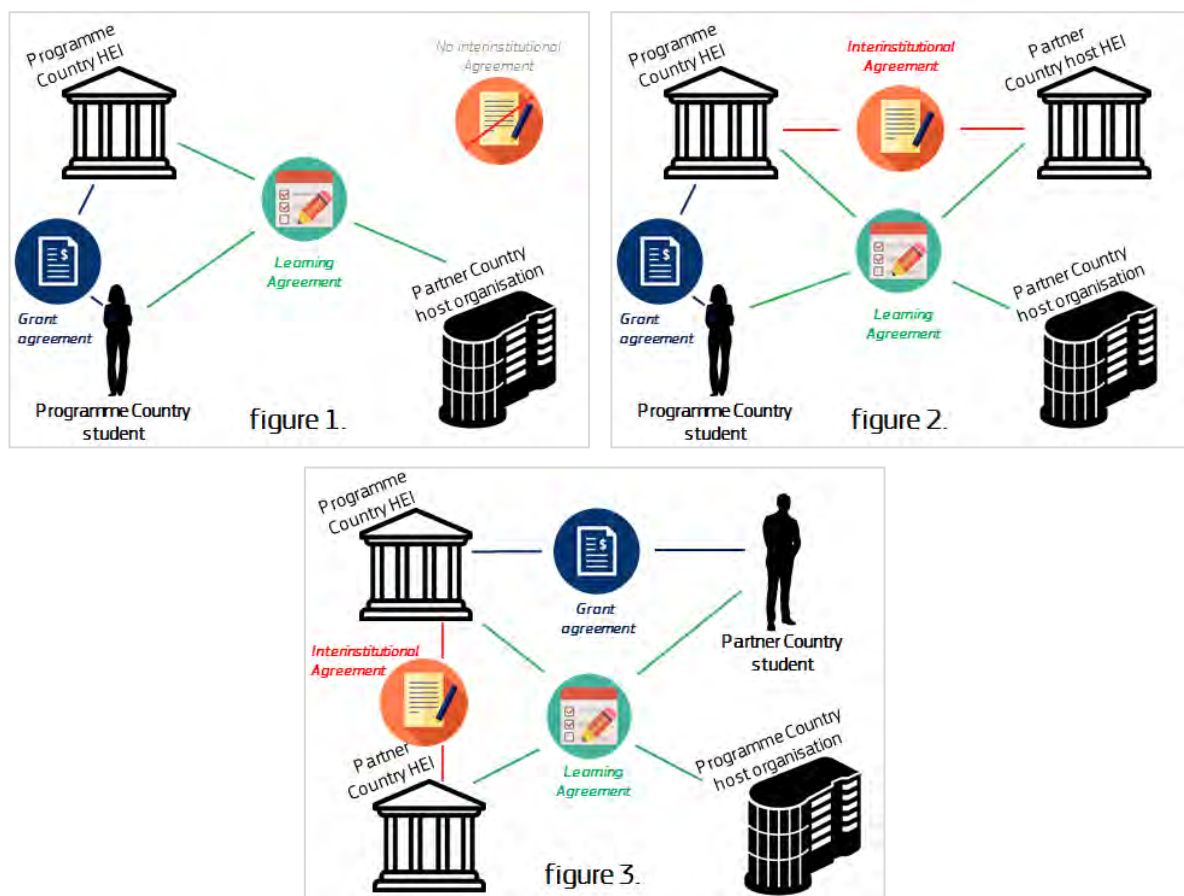 Programme
Country HEI
No interinstitutional
Agreement
Learning
Agreement
Partner Country
host organisation
$
Grant
agreement
Programme Country
student
figure 1.
Programme
Country HEI
Interinstitutional
Agreement
Partner
Country host HEI
Learning
Agreement
Partner Country
host organisation
$
Grant
agreement
Programme Country
student
figure 2.
Programme
Country HEI
$
Grant
agreement
Partner Country
student
Interinstitutional
Agreement
Partner
Country HEI
Learning
Agreement
Programme Country
host organisation
figure 3.